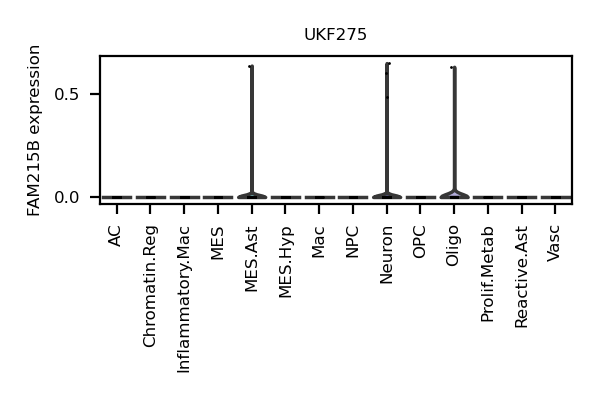 UKF275
FAM215B expression
0.5
0.0
AC
Chromatin.Reg
Inflammatory.Mac
MES
MES.Ast
MES.Hyp
Mac
NPC
Neuron
OPC
Oligo
Prolif.Metab
Reactive.Ast
Vasc